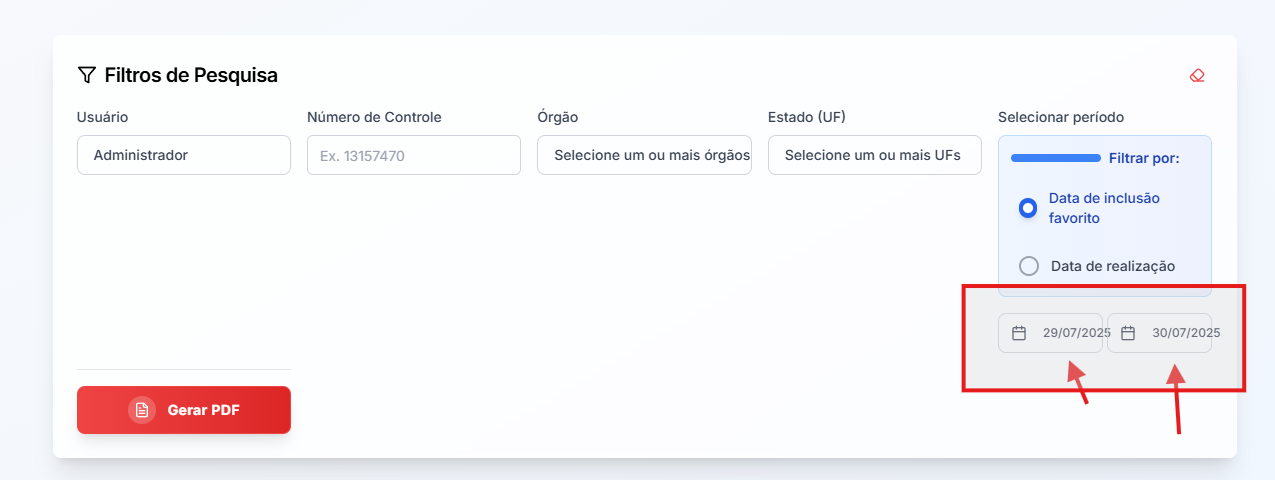 Filtros de Pesquisa
Usuário
Número de Controle
Órgão
Estado (UF)
Selecionar período
Administrador
Ex. 13157470
Selecione um ou mais órgãos
Selecione um ou mais UFs
Filtrar por:
Data de inclusão
favorito
Data de realização
29/07/2025
30/07/2025
Gerar PDF